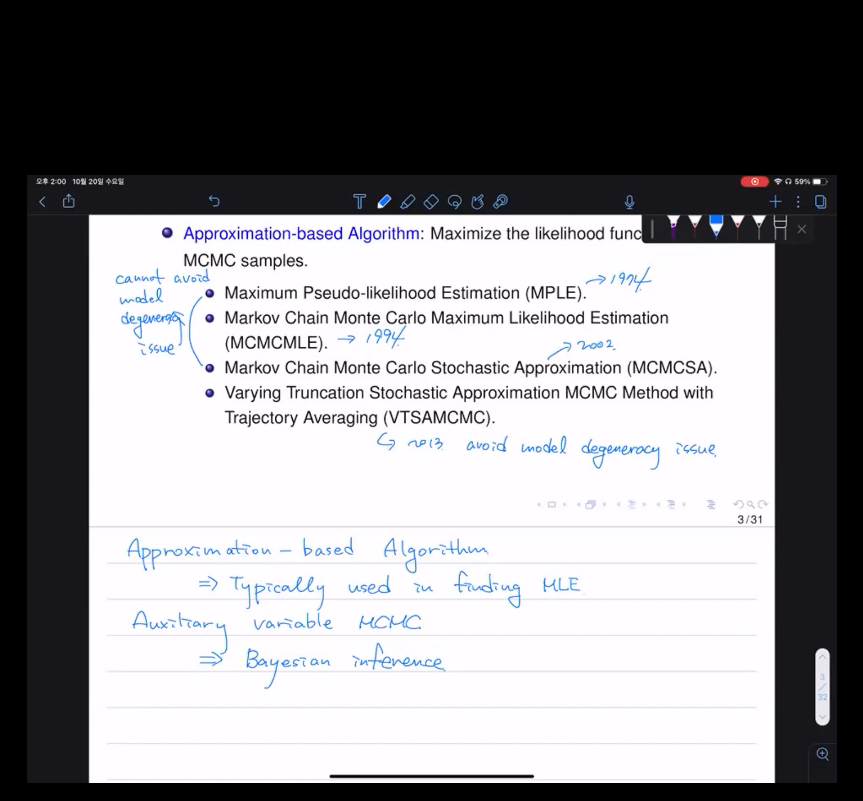 오후 2:00 10월 20일 수요일
59%
Approximation-based Algorithm: Maximize the likelihood func
MCMC samples.
cannot avoid
model
degeneracy
issue
Maximum Pseudo-likelihood Estimation (MPLE). → 1994
Markov Chain Monte Carlo Maximum Likelihood Estimation
(MCMCMLE). → 1994
→ 2002
Markov Chain Monte Carlo Stochastic Approximation (MCMCSA).
Varying Truncation Stochastic Approximation MCMC Method with
Trajectory Averaging (VTSAMCMC).
↳ 2013 avoid model degeneracy issue
3/31
Approximation-based Algorithm
⇒ Typically used in finding MLE
Auxiliary variable MCMC
⇒ Bayesian inference
3
/
32